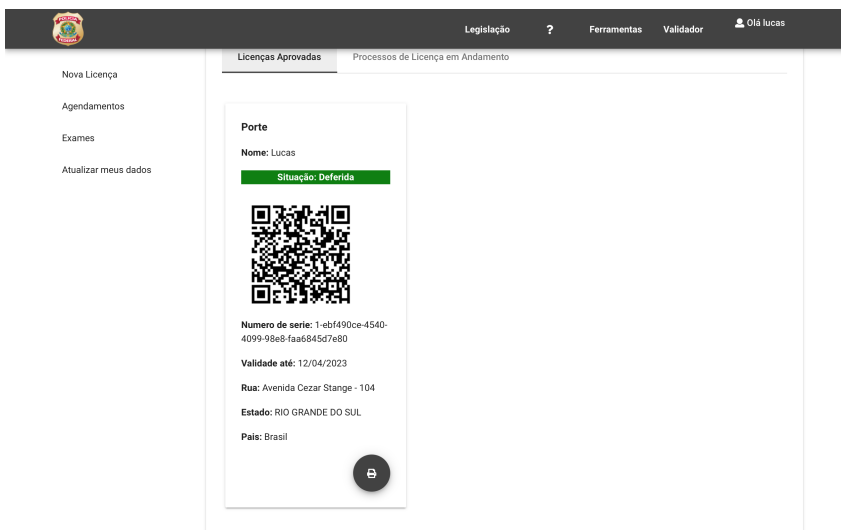 POLÍCIA
FEDERAL
Legislação
?
Ferramentas
Validador
Olá lucas
Licenças Aprovadas
Processos de Licença em Andamento
Nova Licença
Agendamentos
Exames
Atualizar meus dados
Porte
Nome: Lucas
Situação: Deferida
Numero de serie: 1-ebf490ce-4540-
4099-98e8-faa6845d7e80
Validade até: 12/04/2023
Rua: Avenida Cezar Stange - 104
Estado: RIO GRANDE DO SUL
Pais: Brasil